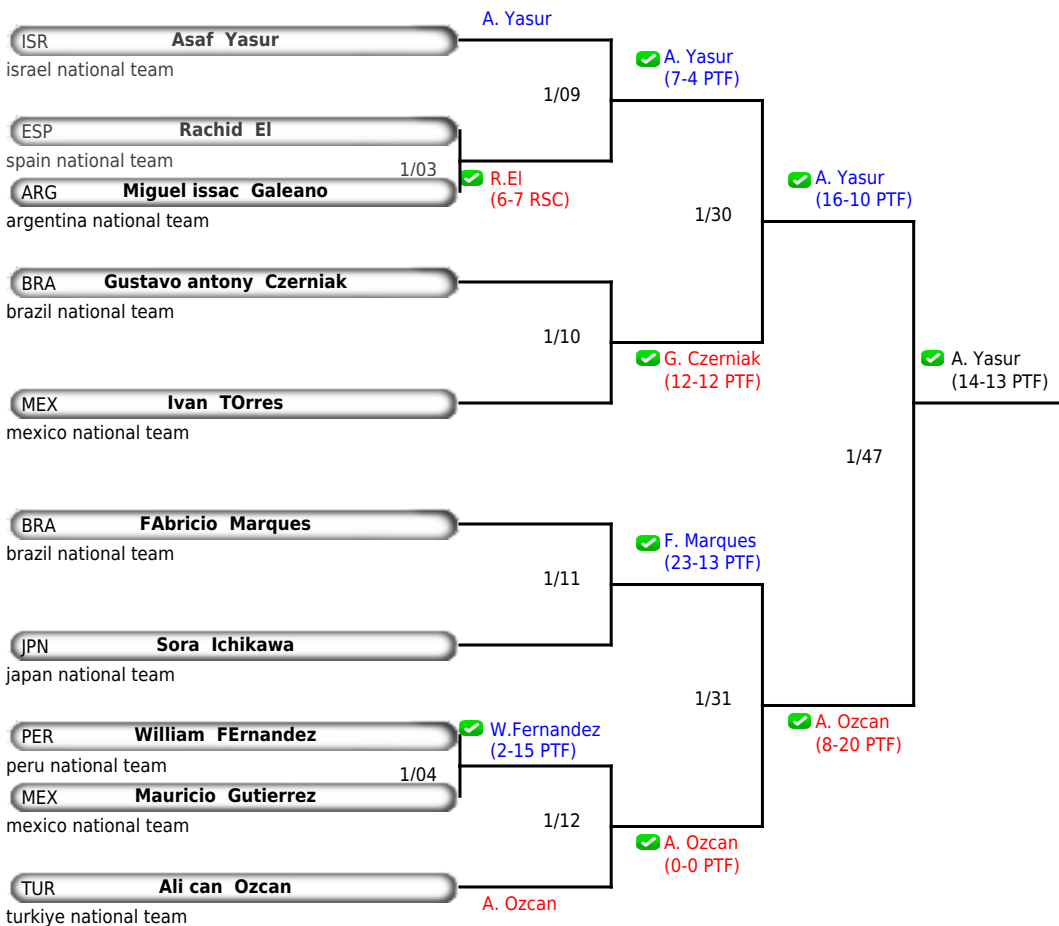 A. Yasur
ISR Asaf Yasur
israel national team
A. Yasur
(7-4 PTF)
1/09
ESP Rachid El
spain national team
1/03
R.El
(6-7 RSC)
ARG Miguel issac Galeano
argentina national team
A. Yasur
(16-10 PTF)
1/30
BRA Gustavo antony Czerniak
brazil national team
1/10
G. Czerniak
(12-12 PTF)
MEX Ivan TOrres
mexico national team
A. Yasur
(14-13 PTF)
1/47
BRA FAbricio Marques
brazil national team
F. Marques
(23-13 PTF)
1/11
JPN Sora Ichikawa
japan national team
1/31
A. Ozcan
(8-20 PTF)
PER William FErnandez
peru national team
W.Fernandez
(2-15 PTF)
1/04
MEX Mauricio Gutierrez
mexico national team
1/12
A. Ozcan
(0-0 PTF)
TUR Ali can Ozcan
turkiye national team
A. Ozcan